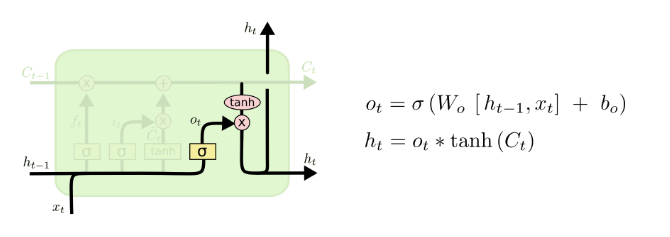 h_t
C_{t-1}
C_t
x
+
tanh
f_t
i_t
C̃_t
x
o_t
x
σ
σ
tanh
σ
h_{t-1}
h_t
x_t
o_t = σ (W_o [ h_{t-1}, x_t] + b_o)
h_t = o_t * tanh (C_t)